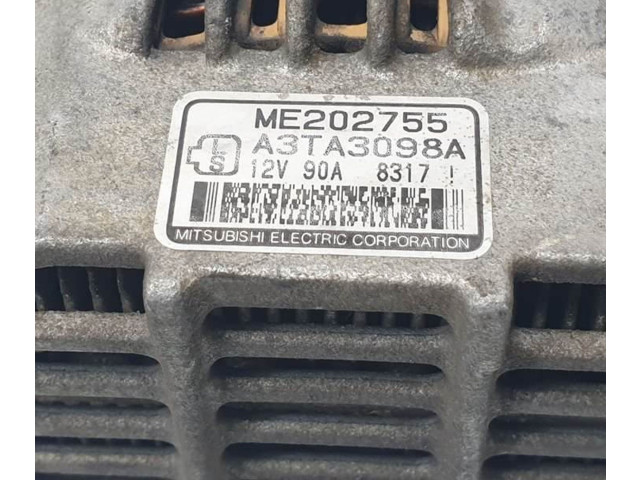 ME202755
A3TA3098A
L
S
12V 90A 8317 I
MITSUBISHI ELECTRIC CORPORATION